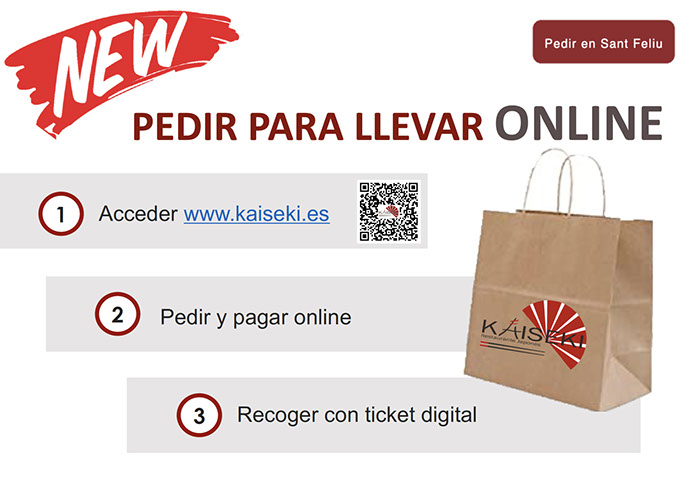 NEW
Pedir en Sant Feliu
PEDIR PARA LLEVAR ONLINE
1 Acceder www.kaiseki.es
2 Pedir y pagar online
KAISEKI
3 Recoger con ticket digital